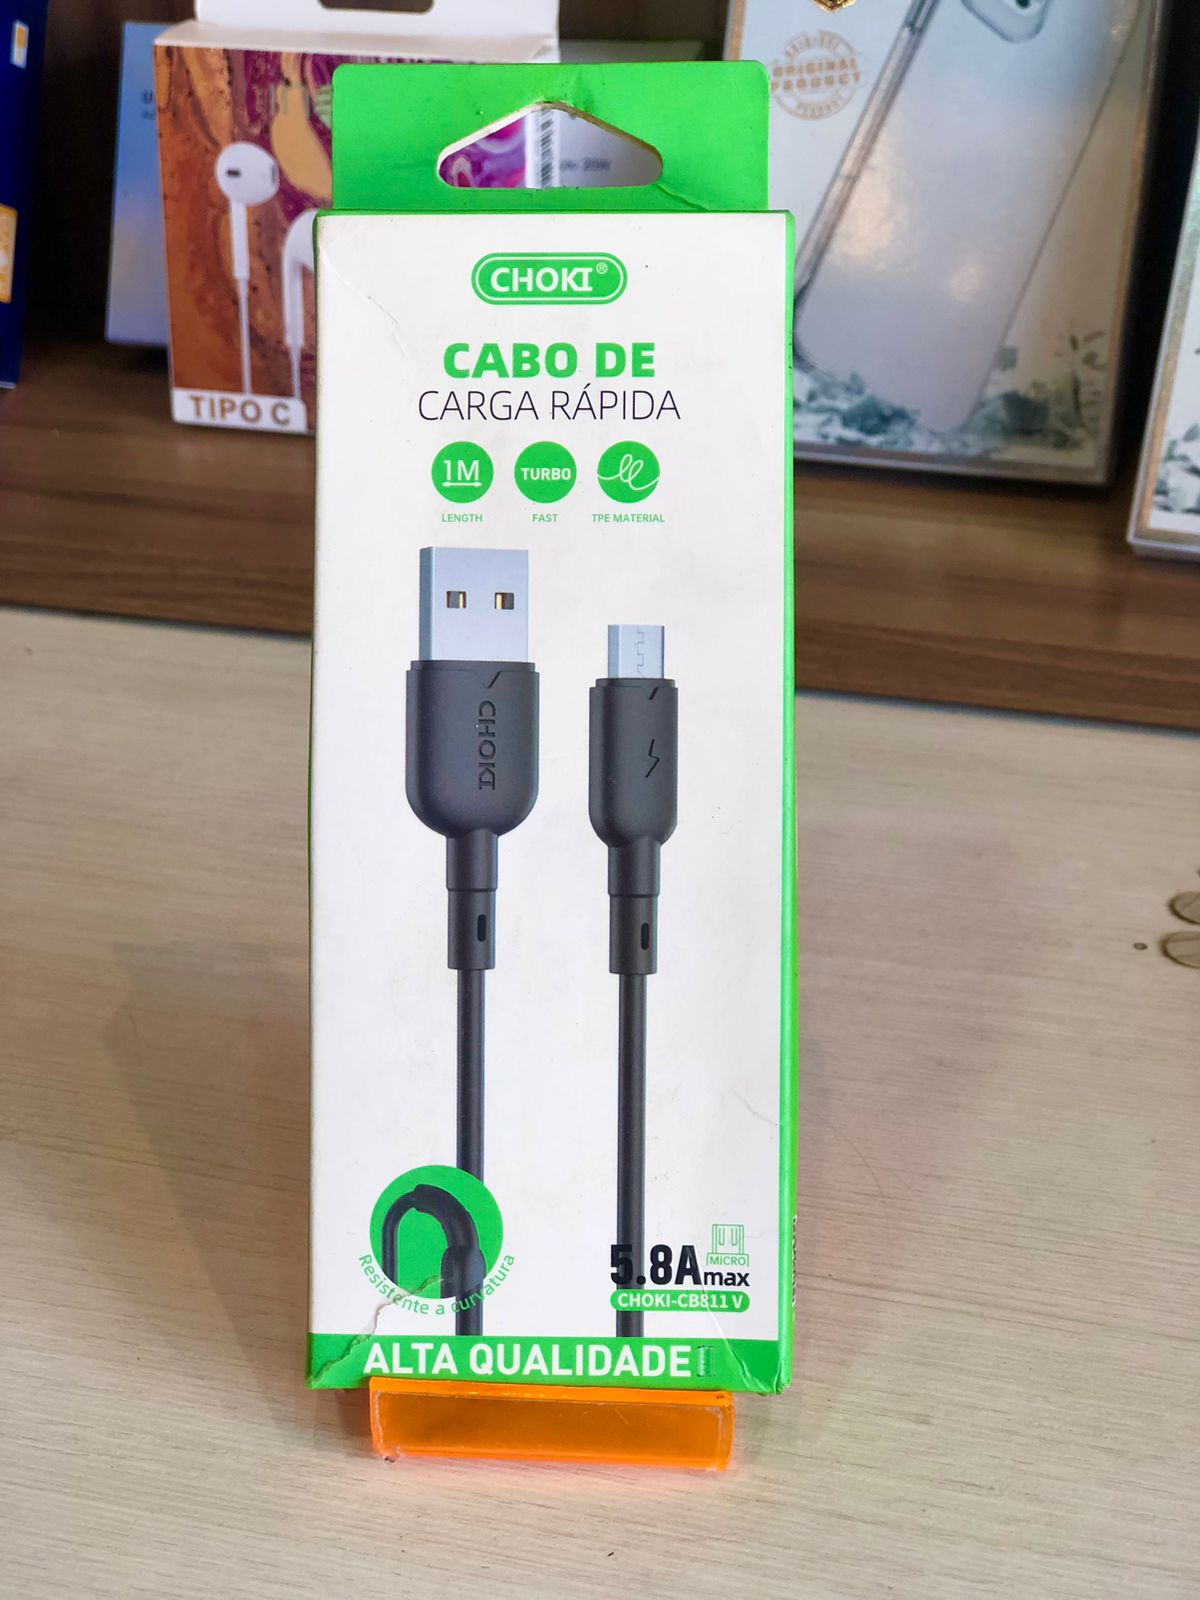 CHOKI®
CABO DE
CARGA RÁPIDA
1M
TURBO
LENGTH
FAST
TPE MATERIAL
CHOKI
Resistente a curvatura
MICRO
5.8Amax
CHOKI-CB811 V
ALTA QUALIDADE
TIPO C
ORIGINAL
ORIGINAL
PRODUCT